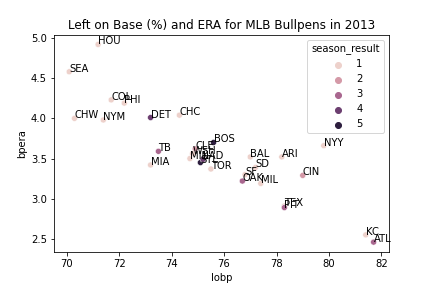 Left on Base (%) and ERA for MLB Bullpens in 2013
season_result
1
2
3
4
5
bpera
5.0
4.5
4.0
3.5
3.0
2.5
HOU
SEA
COL
PHI
CHW
NYM
DET
CHC
BOS
CLE
TB
MIA
TOR
BAL
ARI
NYY
SD
SF
OAK
MIL
CIN
TEX
KC
ATL
70
72
74
76
78
80
82
lobp